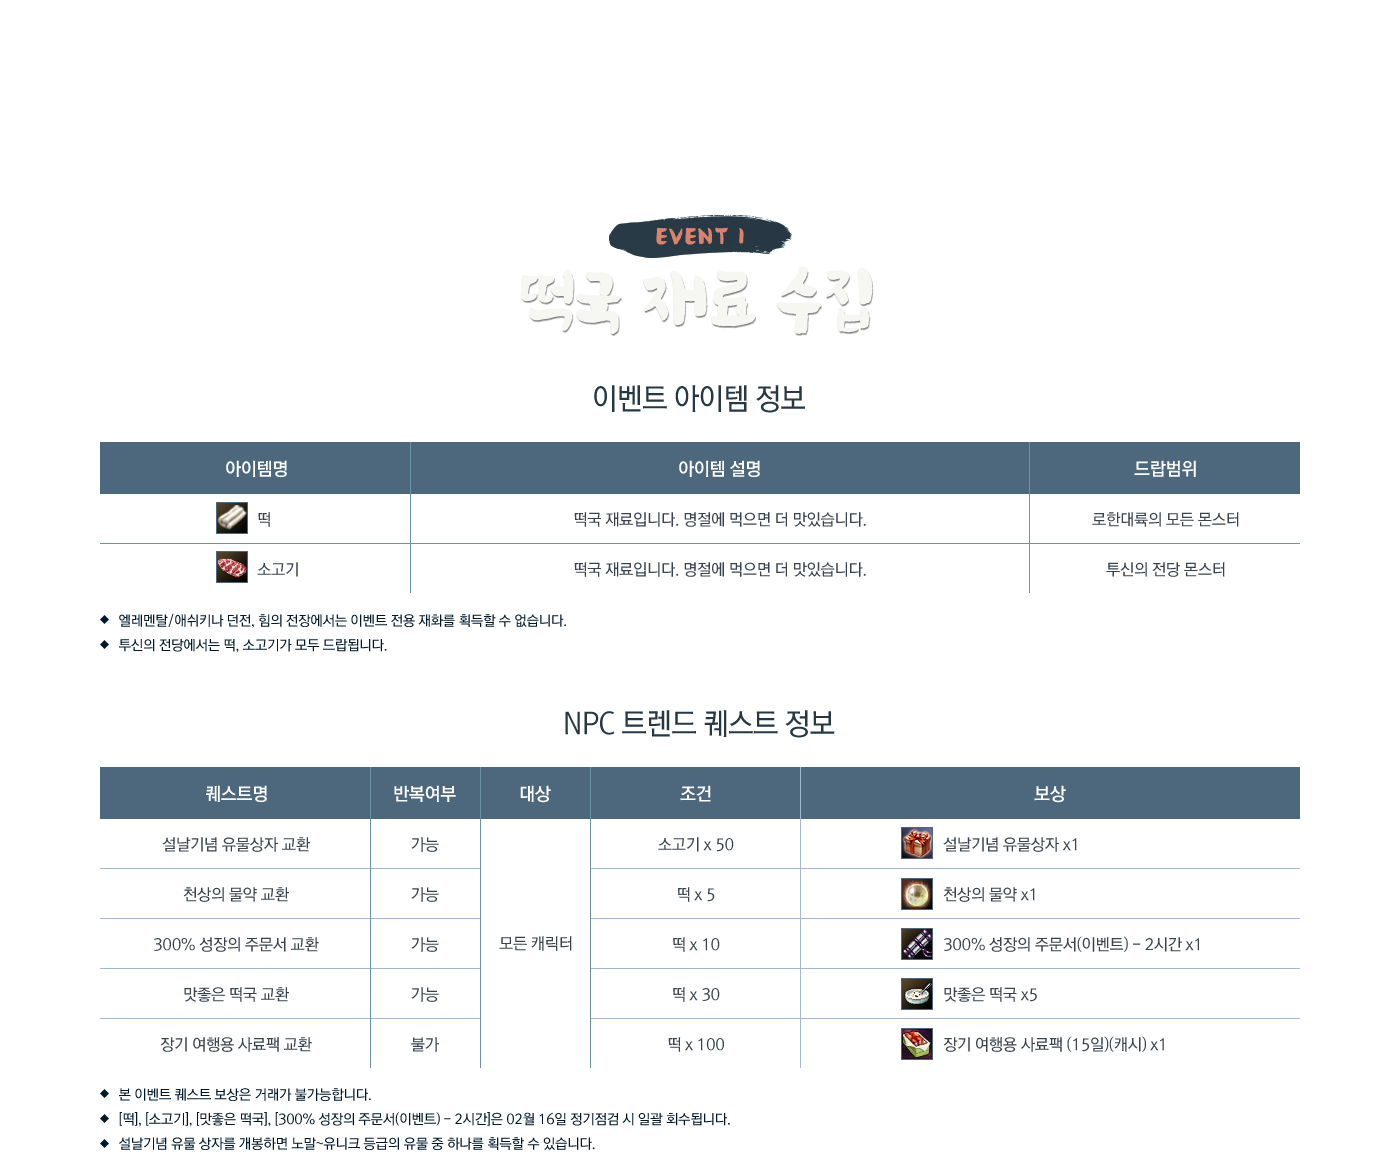 EVENT 1
떡국 재료 수집
이벤트 아이템 정보
아이템명 아이템 설명 드랍범위
떡 떡국 재료입니다. 명절에 먹으면 더 맛있습니다. 로한대륙의 모든 몬스터
소고기 떡국 재료입니다. 명절에 먹으면 더 맛있습니다. 투신의 전당 몬스터
◆ 엘레멘탈/애쉬키나 던전, 힘의 전장에서는 이벤트 전용 재화를 획득할 수 없습니다.
◆ 투신의 전당에서는 떡, 소고기가 모두 드랍됩니다.
NPC 트렌드 퀘스트 정보
퀘스트명 반복여부 대상 조건 보상
설날기념 유물상자 교환 가능 소고기 x 50 설날기념 유물상자 x1
천상의 물약 교환 가능 떡 x 5 천상의 물약 x1
300% 성장의 주문서 교환 가능 모든 캐릭터 떡 x 10 300% 성장의 주문서(이벤트) - 2시간 x1
맛좋은 떡국 교환 가능 떡 x 30 맛좋은 떡국 x5
장기 여행용 사료팩 교환 불가 떡 x 100 장기 여행용 사료팩 (15일)(캐시) x1
◆ 본 이벤트 퀘스트 보상은 거래가 불가능합니다.
◆ [떡], [소고기], [맛좋은 떡국], [300% 성장의 주문서(이벤트) - 2시간]은 02월 16일 정기점검 시 일괄 회수됩니다.
◆ 설날기념 유물 상자를 개봉하면 노말~유니크 등급의 유물 중 하나를 획득할 수 있습니다.